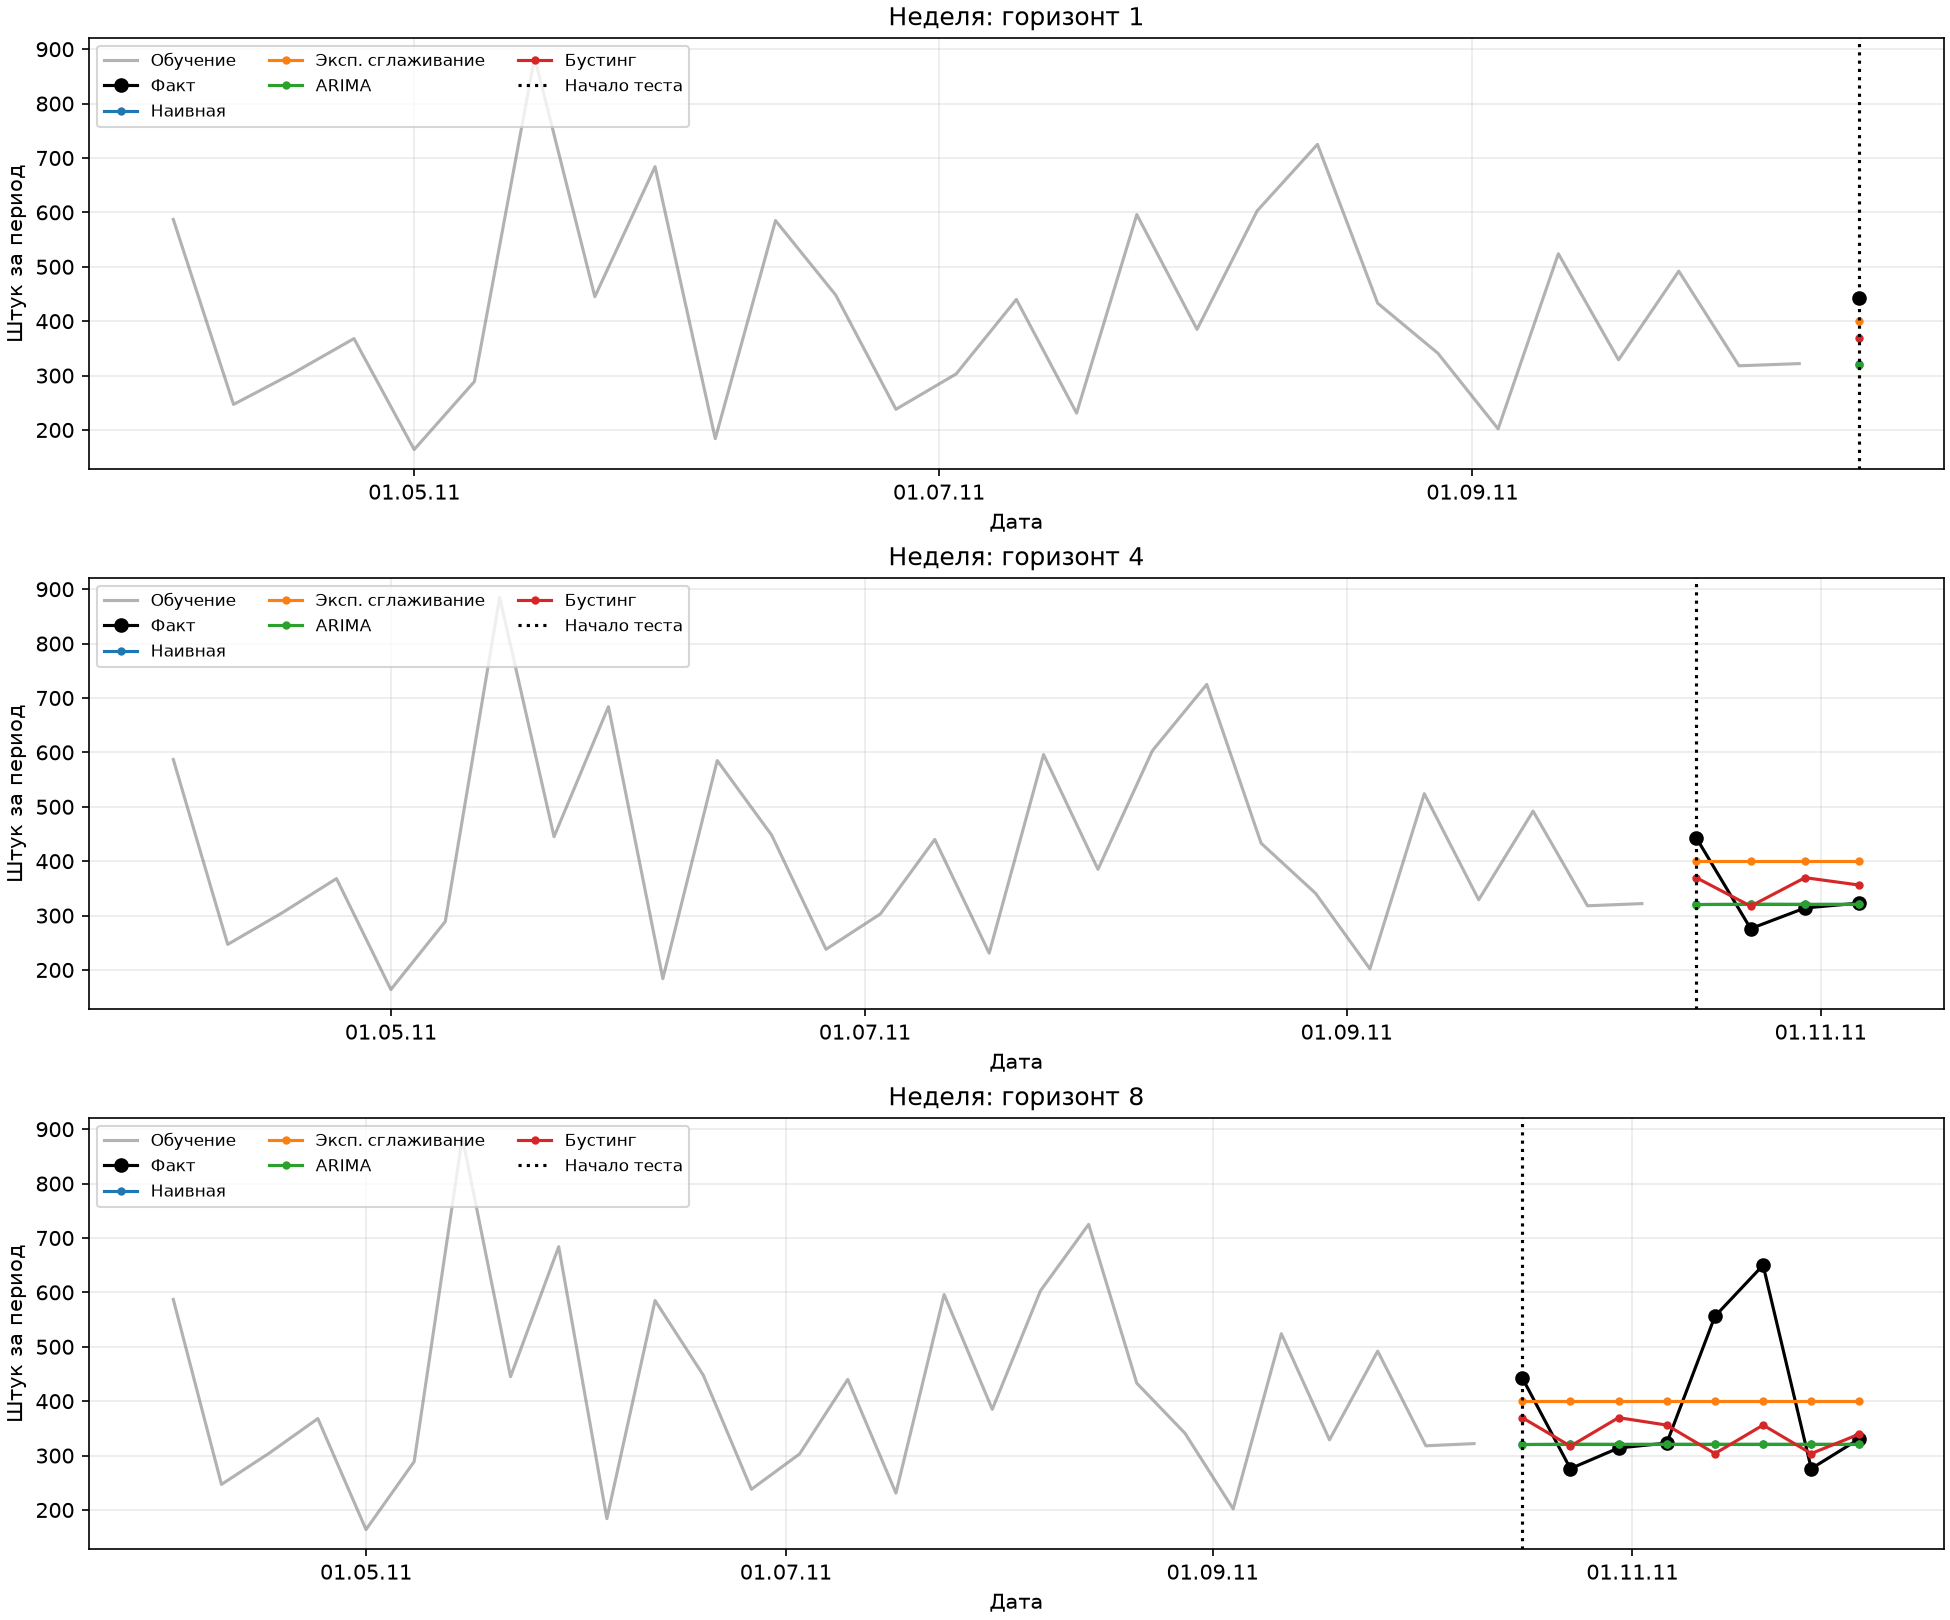 Неделя: горизонт 1
Штук за период
900
800
700
600
500
400
300
200
Обучение
Факт
Наивная
Эксп. сглаживание
ARIMA
Бустинг
Начало теста
01.05.11
01.07.11
01.09.11
Дата
Неделя: горизонт 4
Штук за период
900
800
700
600
500
400
300
200
Обучение
Факт
Наивная
Эксп. сглаживание
ARIMA
Бустинг
Начало теста
01.05.11
01.07.11
01.09.11
01.11.11
Дата
Неделя: горизонт 8
Штук за период
900
800
700
600
500
400
300
200
Обучение
Факт
Наивная
Эксп. сглаживание
ARIMA
Бустинг
Начало теста
01.05.11
01.07.11
01.09.11
01.11.11
Дата